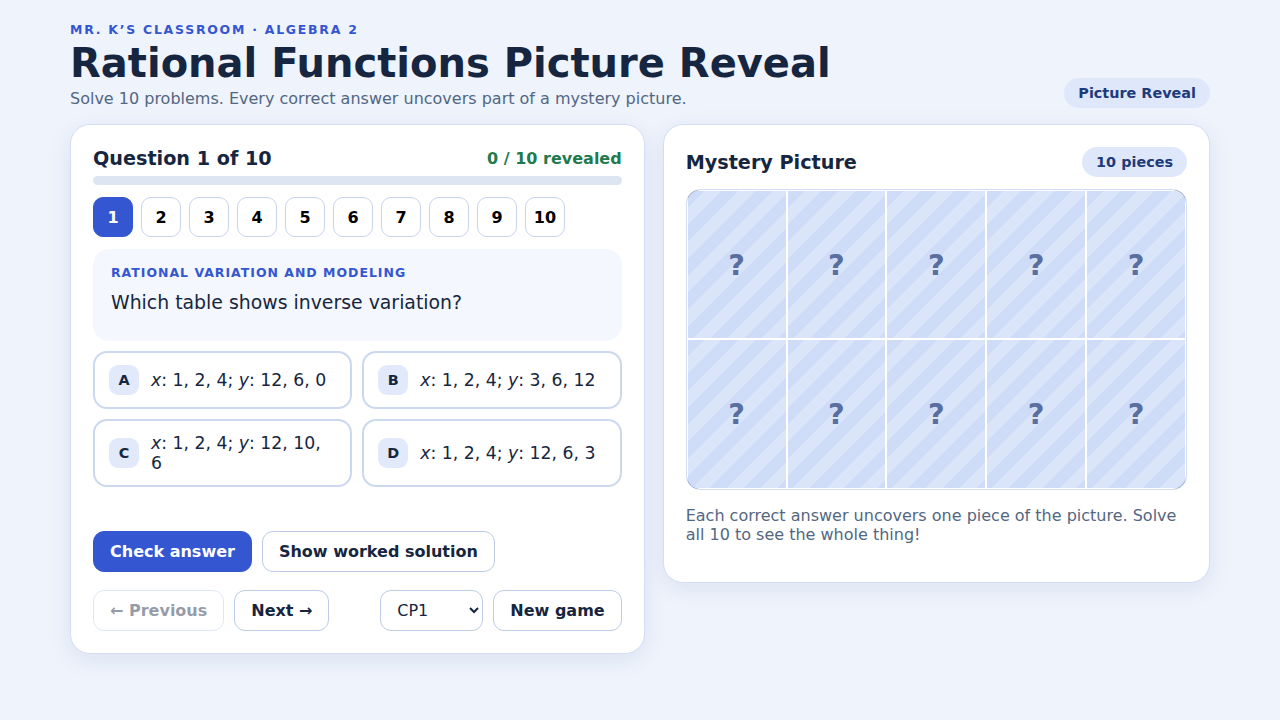 MR. K’S CLASSROOM · ALGEBRA 2
Rational Functions Picture Reveal
Solve 10 problems. Every correct answer uncovers part of a mystery picture.
Picture Reveal
Question 1 of 10
0 / 10 revealed
1 2 3 4 5 6 7 8 9 10
RATIONAL VARIATION AND MODELING
Which table shows inverse variation?
A x: 1, 2, 4; y: 12, 6, 0
B x: 1, 2, 4; y: 3, 6, 12
C x: 1, 2, 4; y: 12, 10,
6
D x: 1, 2, 4; y: 12, 6, 3
Check answer
Show worked solution
← Previous
Next →
CP1
New game
Mystery Picture
10 pieces
? ? ? ? ?
? ? ? ? ?
Each correct answer uncovers one piece of the picture. Solve
all 10 to see the whole thing!